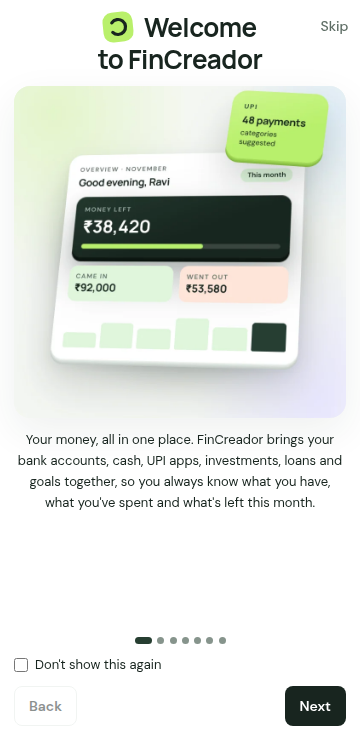 Welcome
Skip
to FinCreador
UPI
48 payments
categories
suggested
OVERVIEW · NOVEMBER
Good evening, Ravi
This month
MONEY LEFT
₹38,420
CAME IN
₹92,000
WENT OUT
₹53,580
Your money, all in one place. FinCreador brings your
bank accounts, cash, UPI apps, investments, loans and
goals together, so you always know what you have,
what you've spent and what's left this month.
Don't show this again
Back
Next